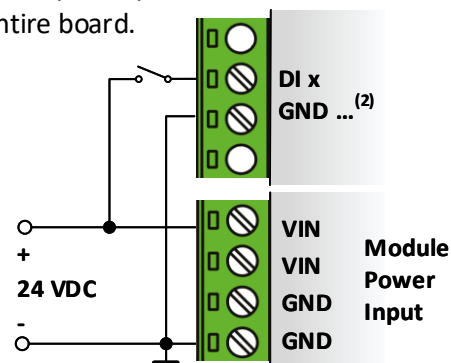 ntire board.
DI x
GND ...(2)
VIN
VIN
GND
GND
Module
Power
Input
+
24 VDC
-